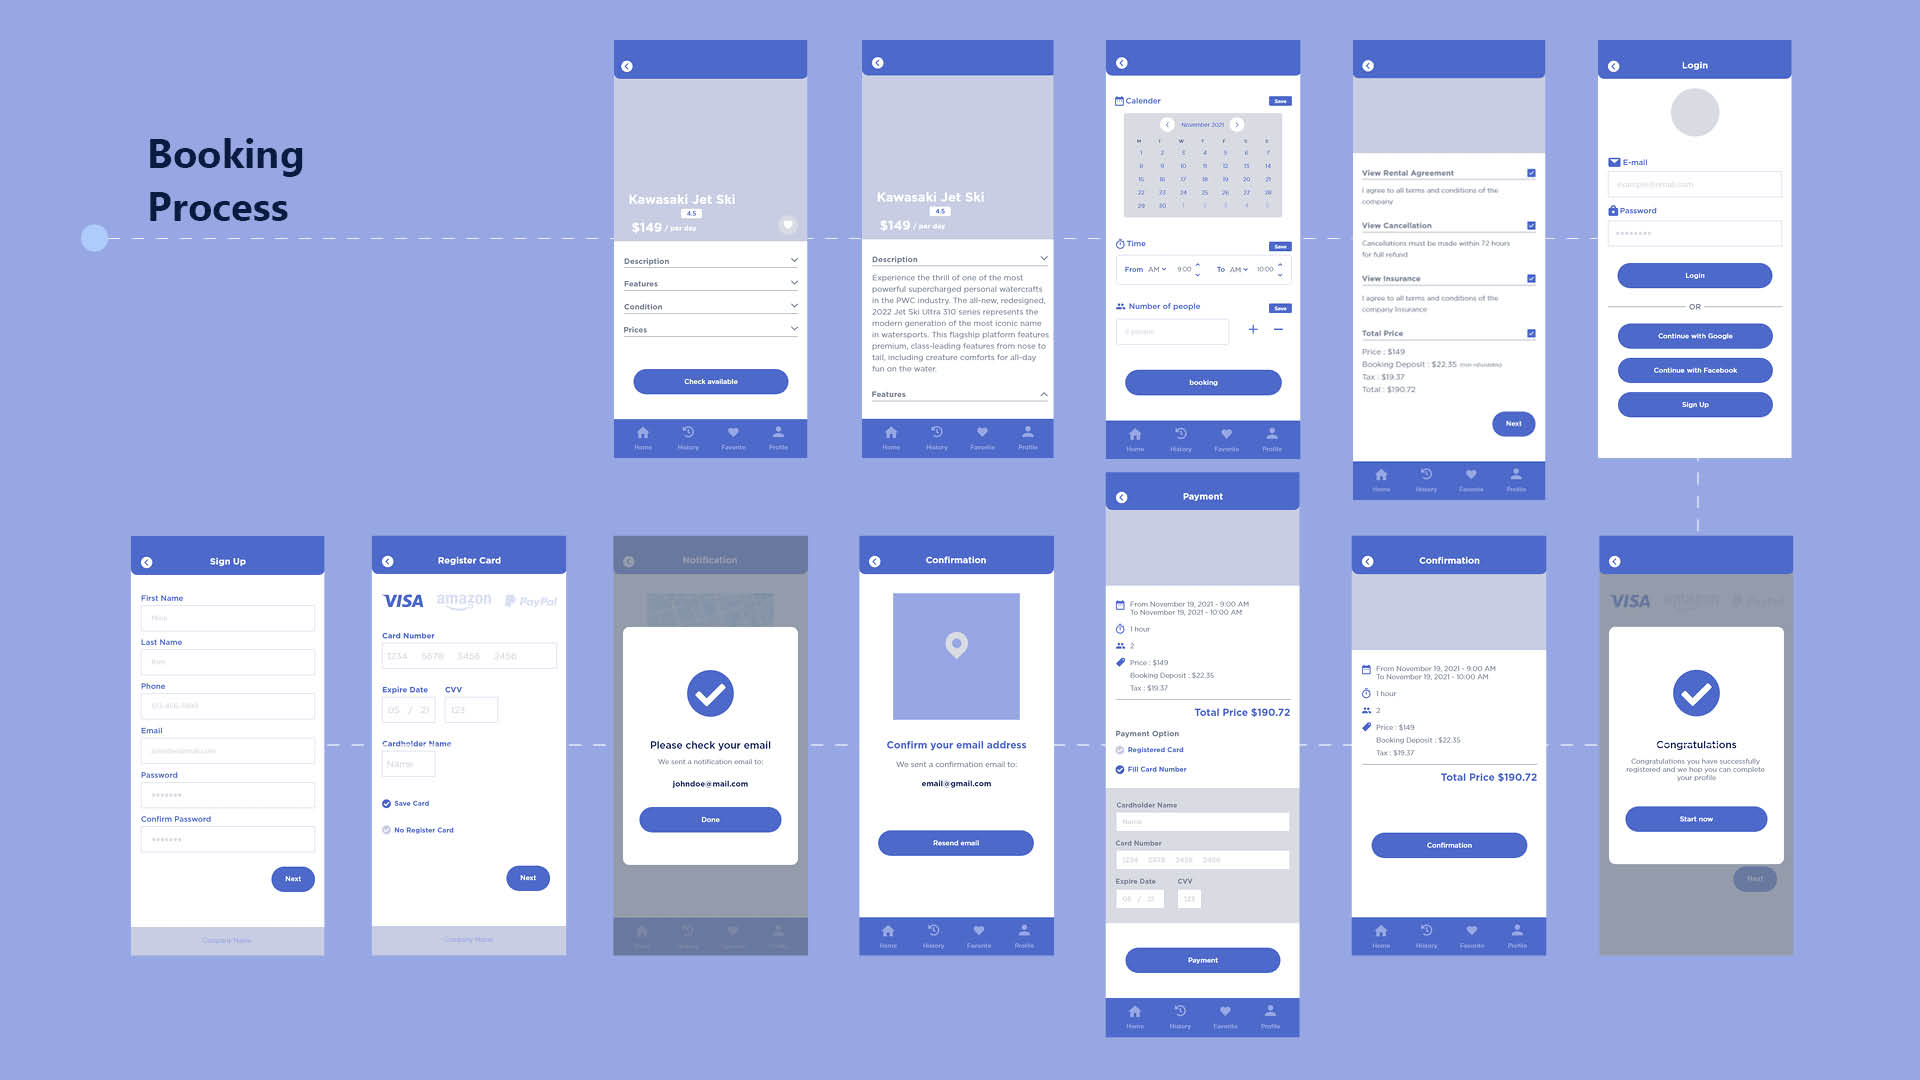 Booking
Process
Kawasaki Jet Ski
4.5
$149 / per day
Description
Features
Condition
Prices
Check available
Home
History
Favorite
Profile
Kawasaki Jet Ski
4.5
$149 / per day
Description
Experience the thrill of one of the most
powerful supercharged personal watercrafts
in the PWC industry. The all-new, redesigned,
2022 Jet Ski Ultra 310 series represents the
modern generation of the most iconic name
in watersports. This flagship platform features
premium, class-leading features from nose to
tail, including creature comforts for all-day
fun on the water.
Features
Home
History
Favorite
Profile
Calender
Save
November 2021
M T W T F S S
1 2 3 4 5 6 7
8 9 10 11 12 13 14
15 16 17 18 19 20 21
22 23 24 25 26 27 28
29 30 1 2 3 4 5
Time
Save
From AM 9:00 To AM 10:00
Number of people
Save
people
booking
Home
History
Favorite
Profile
View Rental Agreement
I agree to all terms and conditions of the
company
View Cancellation
Cancellations must be made within 72 hours
for full refund
View Insurance
I agree to all terms and conditions of the
company Insurance
Total Price
Price : $149
Booking Deposit : $22.35 (non refundable)
Tax : $19.37
Total : $190.72
Next
Home
History
Favorite
Profile
Login
E-mail
example@email.com
Password
********
Login
OR
Continue with Google
Continue with Facebook
Sign Up
Sign Up
First Name
Last Name
Phone
Email
johndoe@mail.com
Password
*******
Confirm Password
*******
Next
Company Name
Register Card
VISA
amazon
PayPal
Card Number
1234 5678 3456 2456
Expire Date
CVV
05 / 21
123
Cardholder Name
Name
Save Card
No Register Card
Next
Company Name
Notification
Please check your email
We sent a notification email to:
johndoe@mail.com
Done
Home
History
Favorite
Profile
Confirmation
Confirm your email address
We sent a confirmation email to:
email@gmail.com
Resend email
Home
History
Favorite
Profile
Payment
From November 19, 2021 - 9:00 AM
To November 19, 2021 - 10:00 AM
1 hour
2
Price : $149
Booking Deposit : $22.35
Tax : $19.37
Total Price $190.72
Payment Option
Registered Card
Fill Card Number
Cardholder Name
Name
Card Number
1234 5678 2456 2456
Expire Date
CVV
05 / 21
123
Payment
Home
History
Favorite
Profile
Confirmation
From November 19, 2021 - 9:00 AM
To November 19, 2021 - 10:00 AM
1 hour
2
Price : $149
Booking Deposit : $22.35
Tax : $19.37
Total Price $190.72
Confirmation
Home
History
Favorite
Profile
VISA
amazon
PayPal
Congratulations
Congratulations you have successfully
registered and we hop you can complete
your profile
Start now
Next